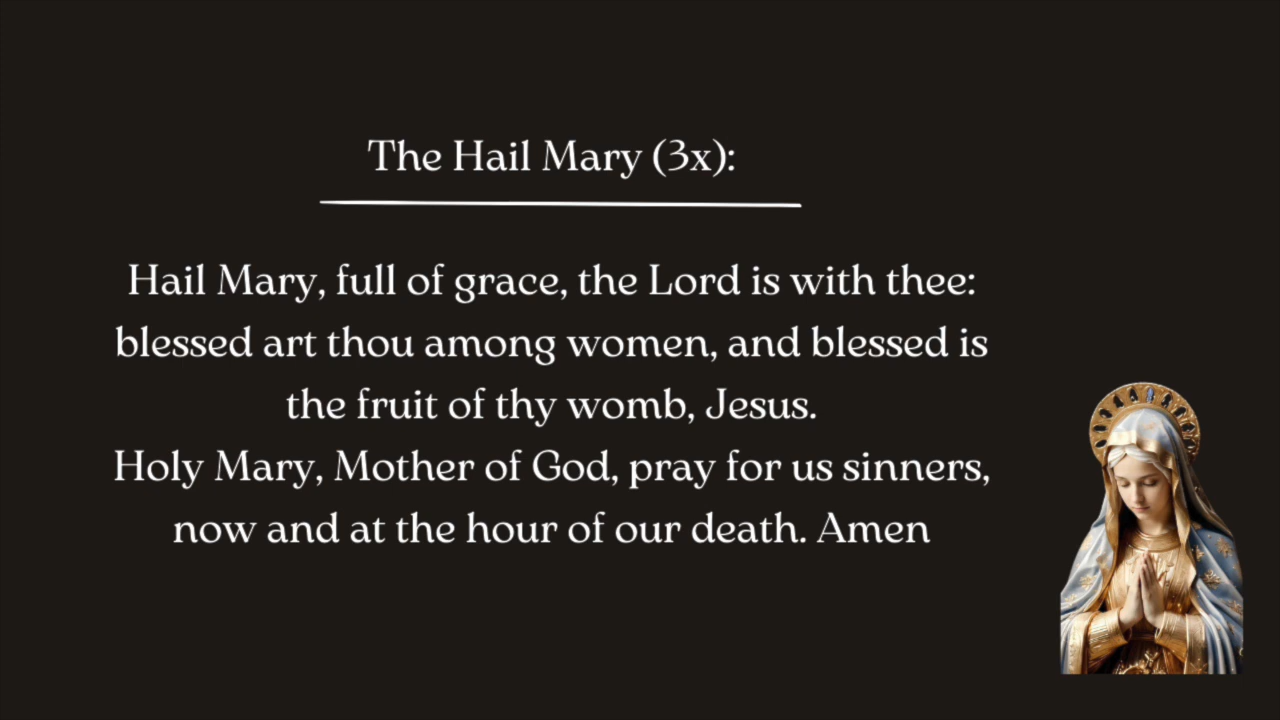 The Hail Mary (3x):
Hail Mary, full of grace, the Lord is with thee:
blessed art thou among women, and blessed is
the fruit of thy womb, Jesus.
Holy Mary, Mother of God, pray for us sinners,
now and at the hour of our death. Amen